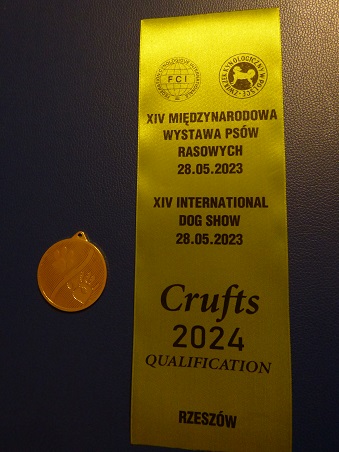 FCI
XIV MIĘDZYNARODOWA
WYSTAWA PSÓW
RASOWYCH
28.05.2023
XIV INTERNATIONAL
DOG SHOW
28.05.2023
Crufts
2024
QUALIFICATION
RZESZÓW